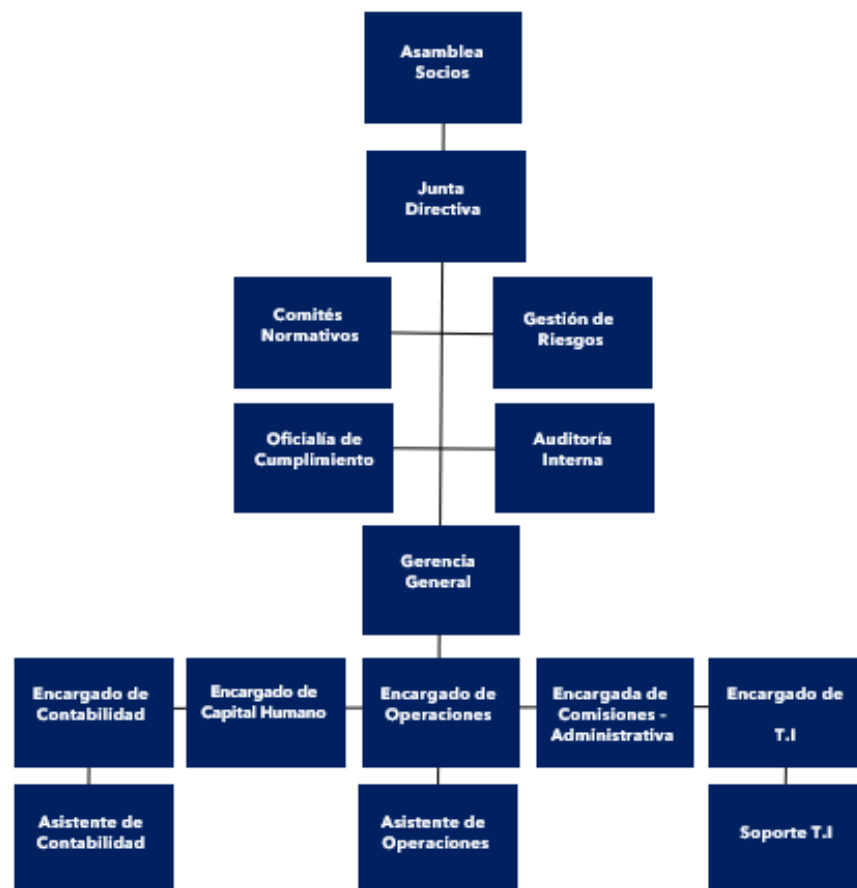 Asamblea
Socios
Junta
Directiva
Comités
Normativos
Gestión de
Riesgos
Oficialía de
Cumplimiento
Auditoría
Interna
Gerencia
General
Encargado de
Contabilidad
Encargado de
Capital Humano
Encargado de
Operaciones
Encargada de
Comisiones -
Administrativa
Encargado de
T.I
Asistente de
Contabilidad
Asistente de
Operaciones
Soporte T.I